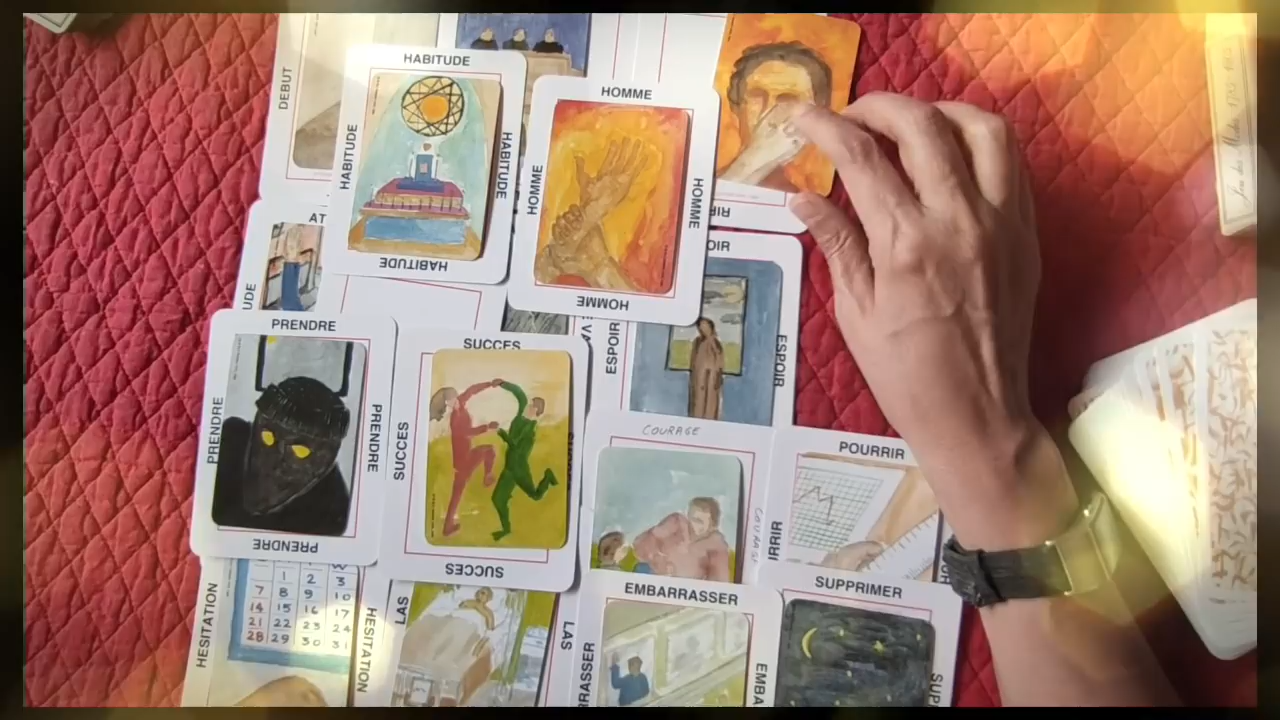 DEBUT
HABITUDE
HABITUDE
HABITUDE
HABITUDE
HOMME
HOMME
HOMME
HOMME
ESPOIR
ESPOIR
PRENDRE
PRENDRE
PRENDRE
PRENDRE
SUCCES
SUCCES
SUCCES
COURAGE
POURRIR
HESITATION
HESITATION
1 2 3
7 8 9 10
14 15 16 17
21 22 23 24
28 29 30 31
LAS
LAS
EMBARRASSER
SUPPRIMER